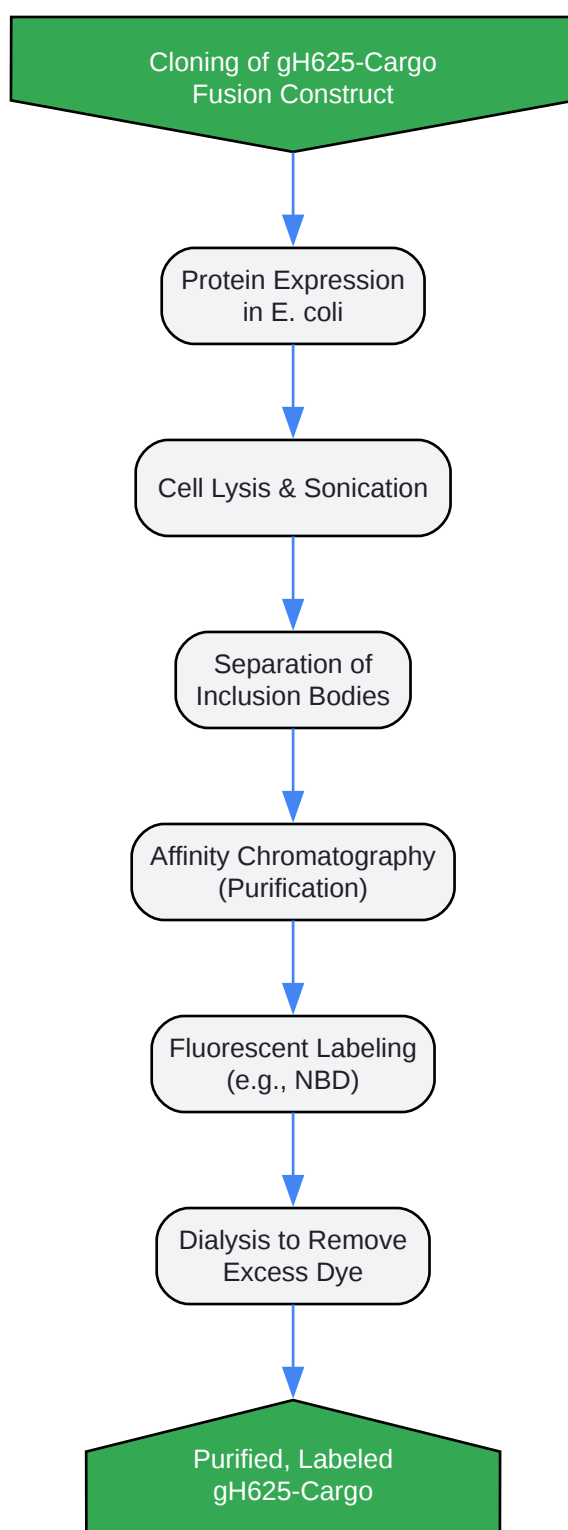 Cloning of gH625-Cargo
Fusion Construct
Protein Expression
in E. coli
Cell Lysis & Sonication
Separation of
Inclusion Bodies
Affinity Chromatography
(Purification)
Fluorescent Labeling
(e.g., NBD)
Dialysis to Remove
Excess Dye
Purified, Labeled
gH625-Cargo